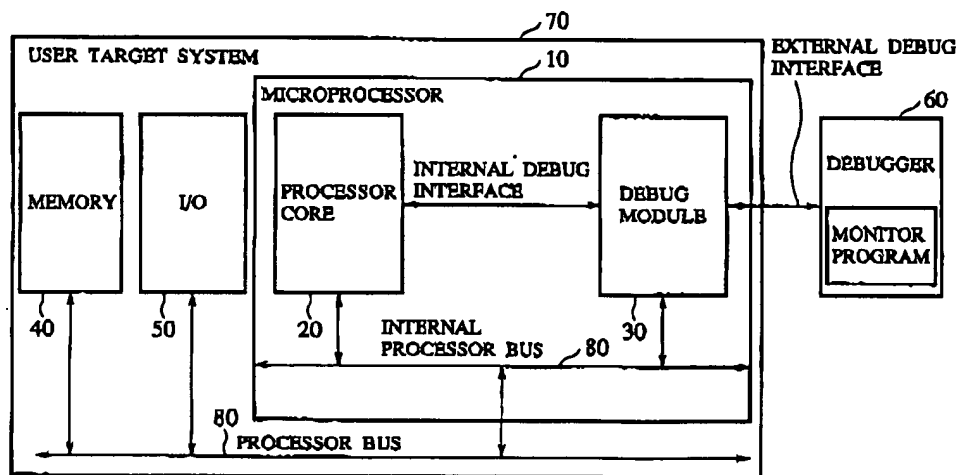 70
USER TARGET SYSTEM
10
EXTERNAL DEBUG
INTERFACE
MICROPROCESSOR
60
MEMORY
I/O
PROCESSOR
CORE
INTERNAL DEBUG
INTERFACE
DEBUG
MODULE
DEBUGGER
MONITOR
PROGRAM
40
50
20
INTERNAL
PROCESSOR BUS
80
30
80
PROCESSOR BUS